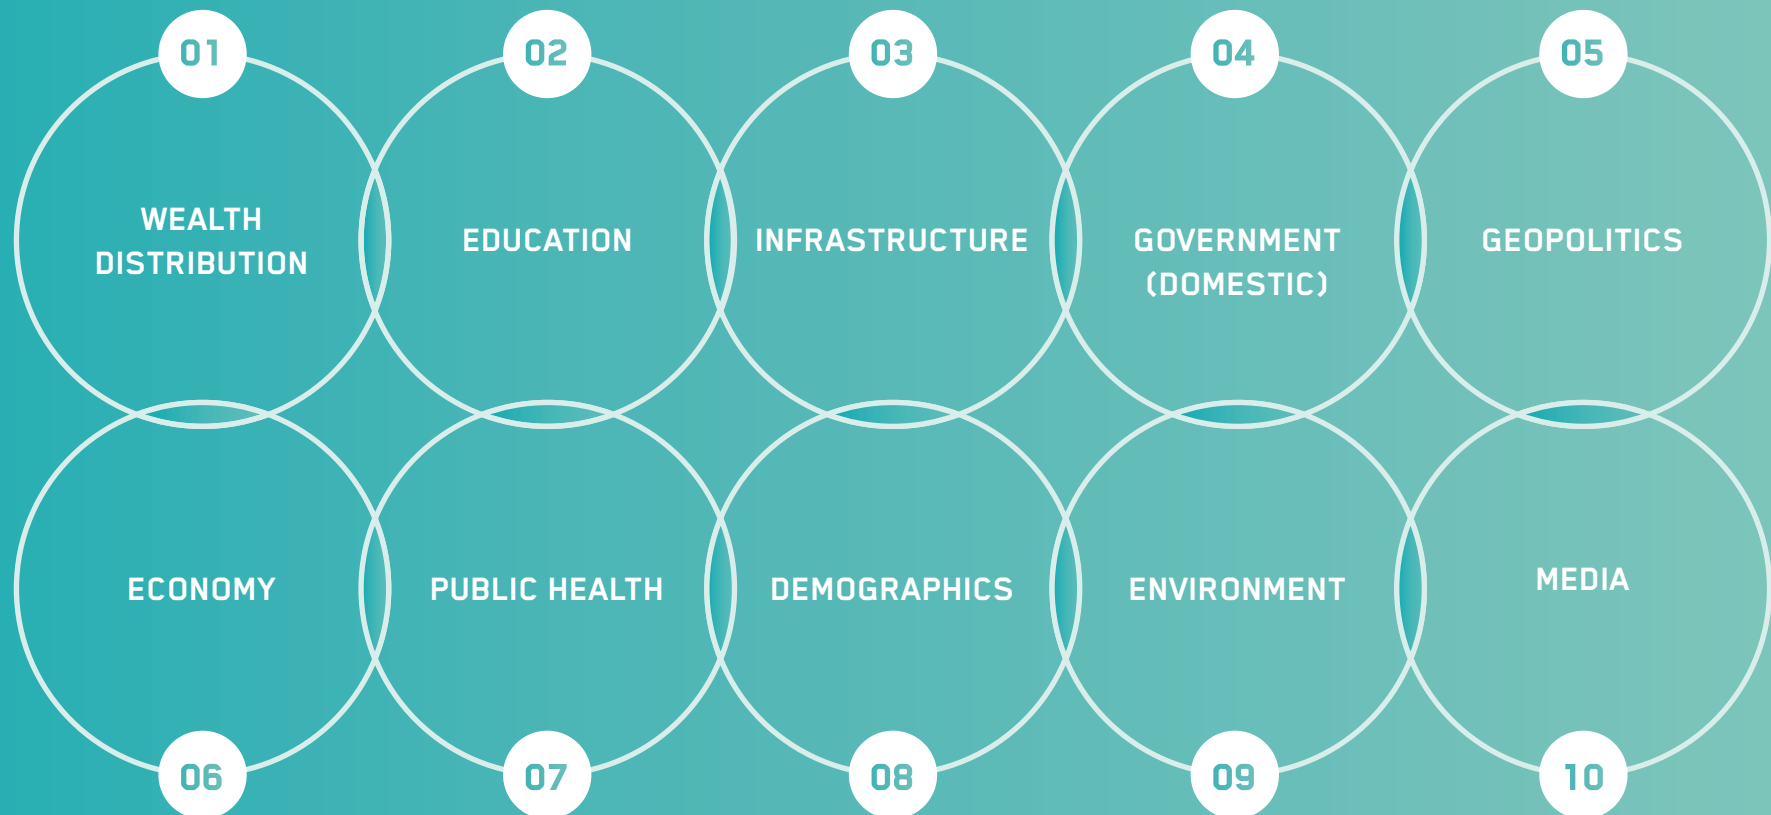 01
02
03
04
05
WEALTH
DISTRIBUTION
EDUCATION
INFRASTRUCTURE
GOVERNMENT
(DOMESTIC)
GEOPOLITICS
ECONOMY
PUBLIC HEALTH
DEMOGRAPHICS
ENVIRONMENT
MEDIA
06
07
08
09
10